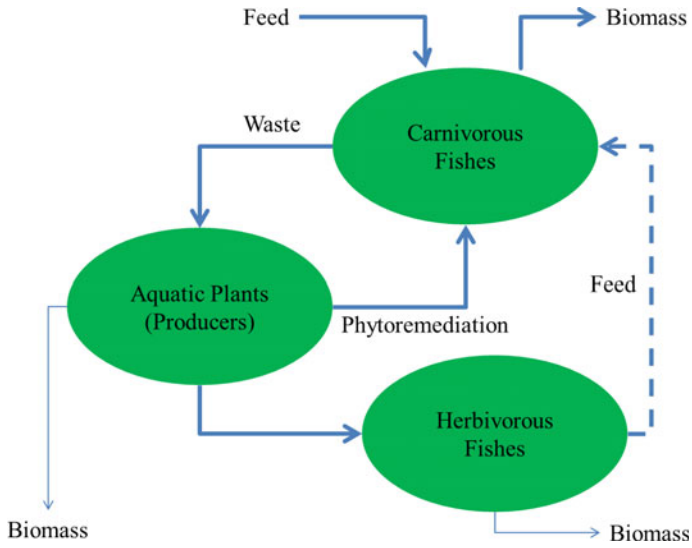 Feed
Biomass
Waste
Carnivorous
Fishes
Aquatic Plants
(Producers)
Phytoremediation
Feed
Herbivorous
Fishes
Biomass
Biomass